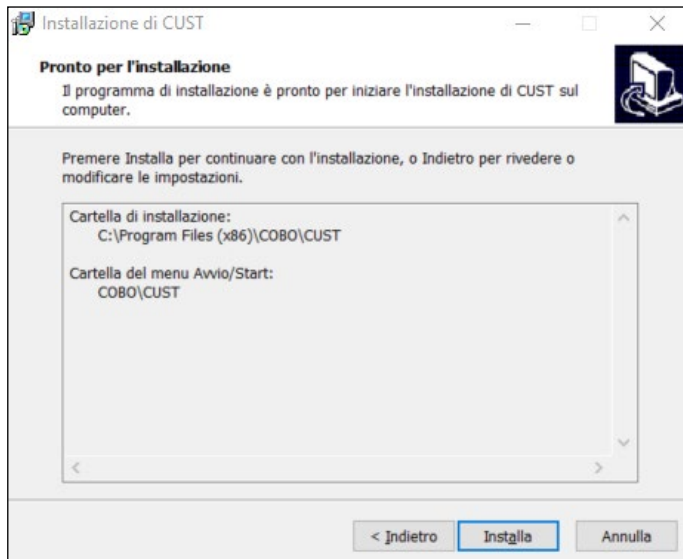 Installazione di CUST
Pronto per l'installazione
Il programma di installazione è pronto per iniziare l'installazione di CUST sul
computer.
Premere Installa per continuare con l'installazione, o Indietro per rivedere o
modificare le impostazioni.
Cartella di installazione:
C:\Program Files (x86)\COBO\CUST
Cartella del menu Avvio/Start:
COBO\CUST
< Indietro
Installa
Annulla